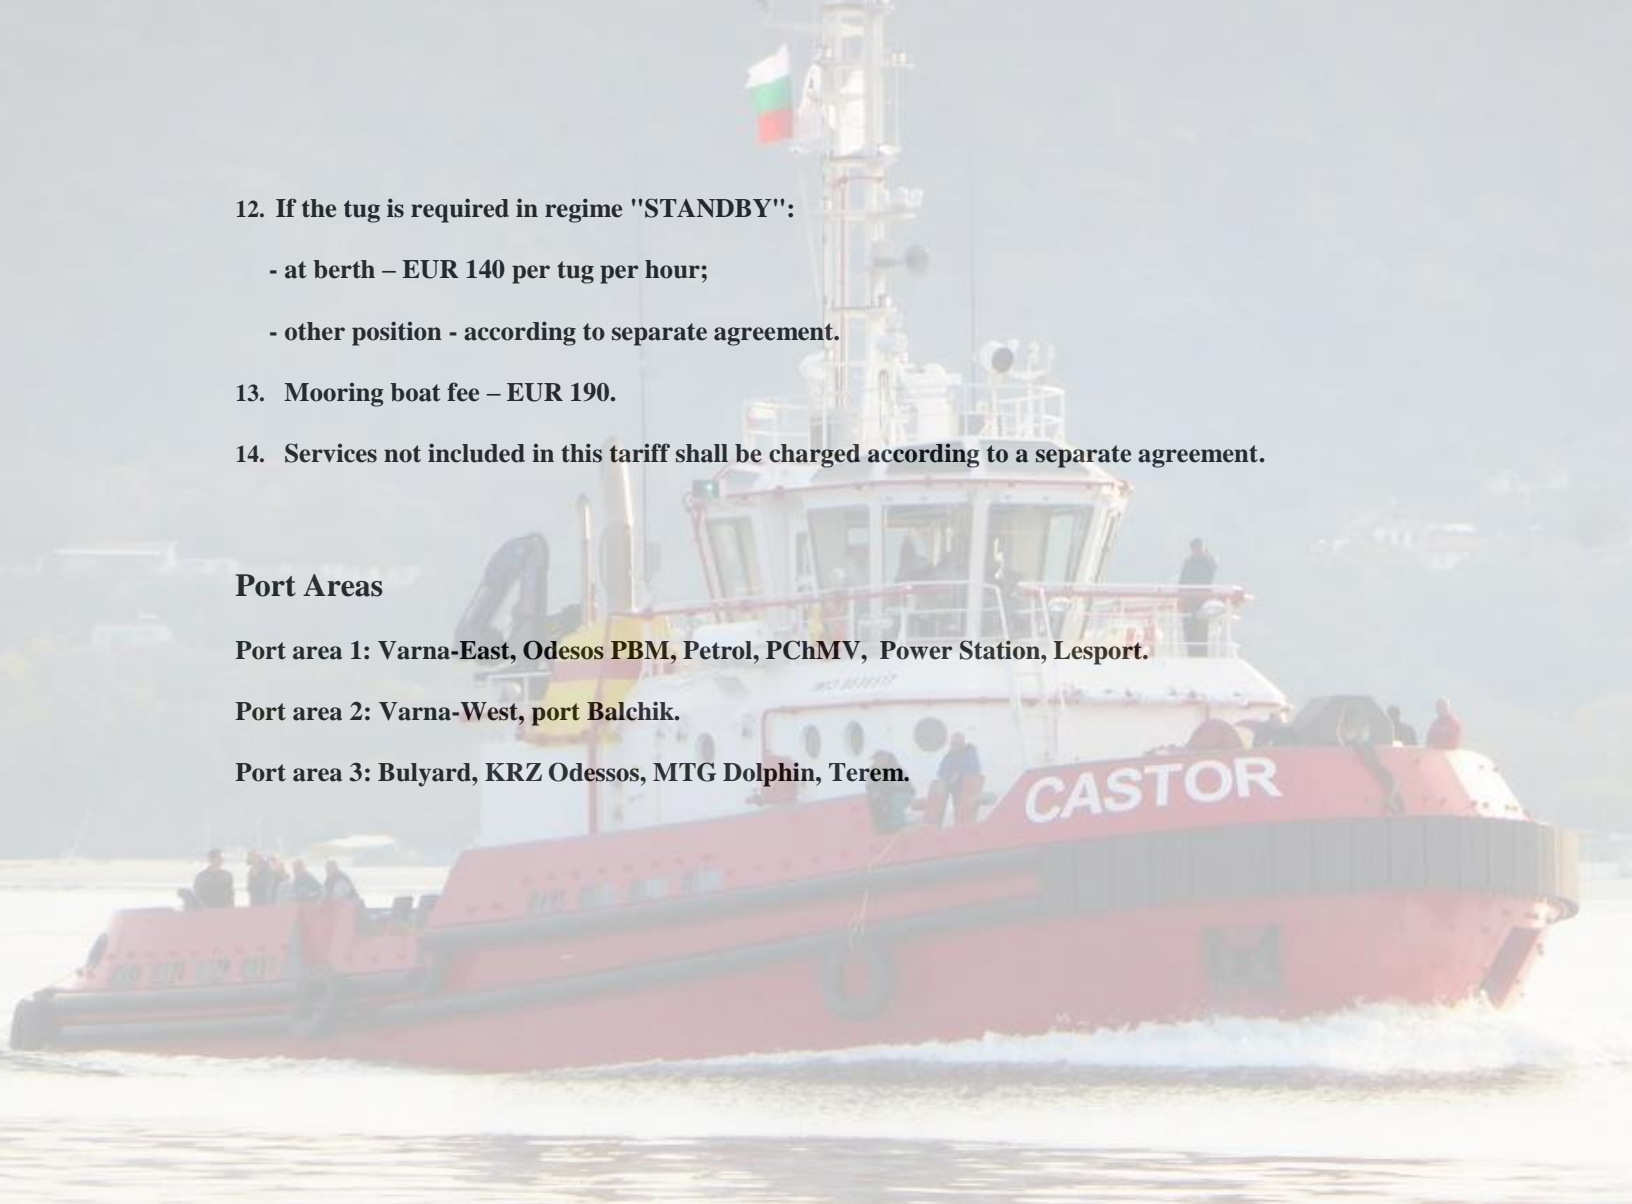 12. If the tug is required in regime "STANDBY":
- at berth – EUR 140 per tug per hour;
- other position - according to separate agreement.
13. Mooring boat fee – EUR 190.
14. Services not included in this tariff shall be charged according to a separate agreement.
Port Areas
Port area 1: Varna-East, Odesos PBM, Petrol, PChMV, Power Station, Lesport.
Port area 2: Varna-West, port Balchik.
Port area 3: Bulyard, KRZ Odessos, MTG Dolphin, Terem.
CASTOR